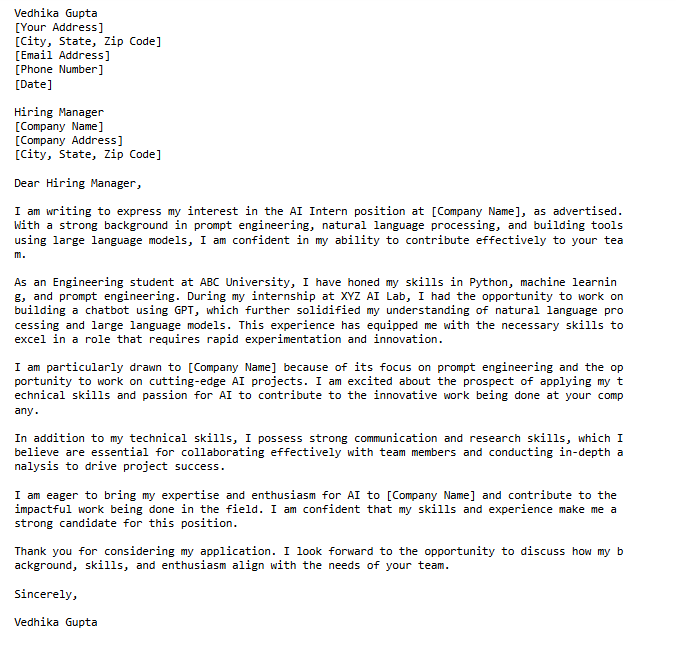 Vedhika Gupta
[Your Address]
[City, State, Zip Code]
[Email Address]
[Phone Number]
[Date]
Hiring Manager
[Company Name]
[Company Address]
[City, State, Zip Code]
Dear Hiring Manager,
I am writing to express my interest in the AI Intern position at [Company Name], as advertised.
With a strong background in prompt engineering, natural language processing, and building tools
using large language models, I am confident in my ability to contribute effectively to your tea
m.
As an Engineering student at ABC University, I have honed my skills in Python, machine learnin
g, and prompt engineering. During my internship at XYZ AI Lab, I had the opportunity to work on
building a chatbot using GPT, which further solidified my understanding of natural language pro
cessing and large language models. This experience has equipped me with the necessary skills to
excel in a role that requires rapid experimentation and innovation.
I am particularly drawn to [Company Name] because of its focus on prompt engineering and the op
portunity to work on cutting-edge AI projects. I am excited about the prospect of applying my t
echnical skills and passion for AI to contribute to the innovative work being done at your comp
any.
In addition to my technical skills, I possess strong communication and research skills, which I
believe are essential for collaborating effectively with team members and conducting in-depth a
nalysis to drive project success.
I am eager to bring my expertise and enthusiasm for AI to [Company Name] and contribute to the
impactful work being done in the field. I am confident that my skills and experience make me a
strong candidate for this position.
Thank you for considering my application. I look forward to the opportunity to discuss how my b
ackground, skills, and enthusiasm align with the needs of your team.
Sincerely,
Vedhika Gupta